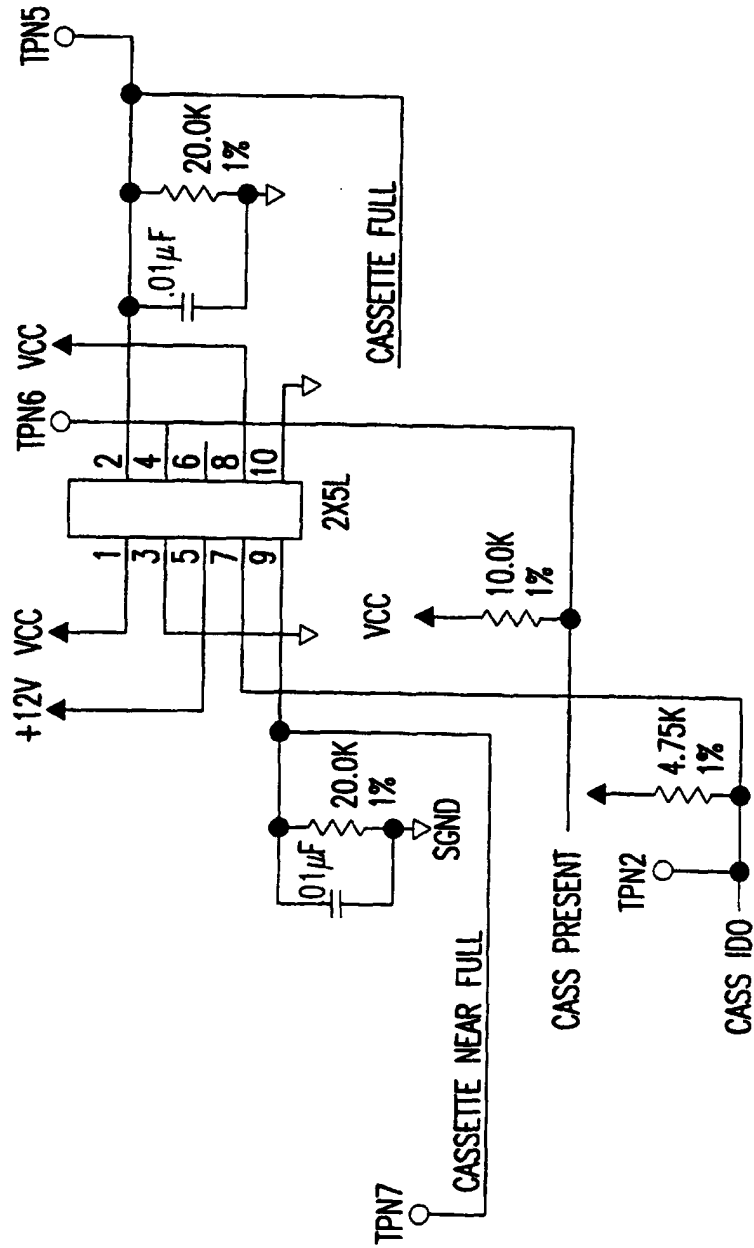 +12V
VCC
TPN6
VCC
TPN5
1
2
3
4
5
6
7
8
9
10
2X5L
.01µF
20.0K
1%
CASSETTE FULL
.01µF
20.0K
1%
SGND
VCC
10.0K
1%
TPN7
CASSETTE NEAR FULL
CASS PRESENT
4.75K
1%
TPN2
CASS ID0